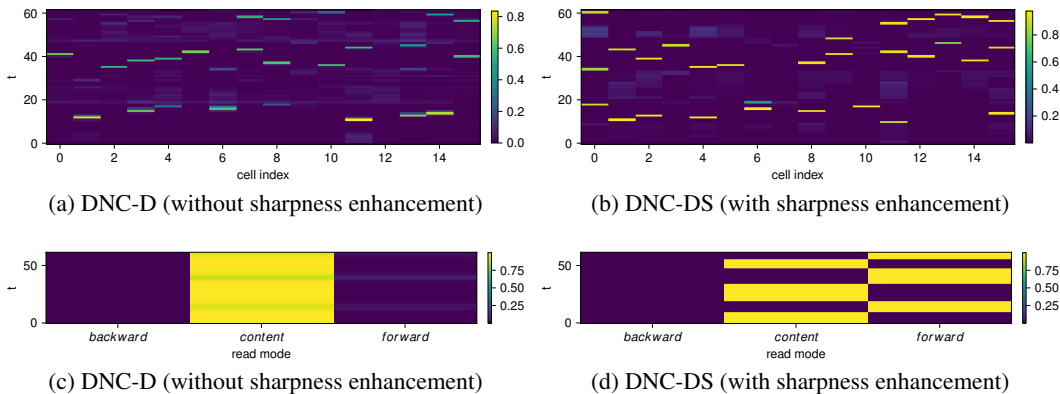 60
40
20
0
t
0 2 4 6 8 10 12 14
cell index
0.8
0.6
0.4
0.2
0.0
(a) DNC-D (without sharpness enhancement)
60
40
20
0
t
0 2 4 6 8 10 12 14
cell index
0.8
0.6
0.4
0.2
(b) DNC-DS (with sharpness enhancement)
50
0
t
backward content forward
read mode
0.75
0.50
0.25
(c) DNC-D (without sharpness enhancement)
50
0
t
backward content forward
read mode
0.75
0.50
0.25
(d) DNC-DS (with sharpness enhancement)